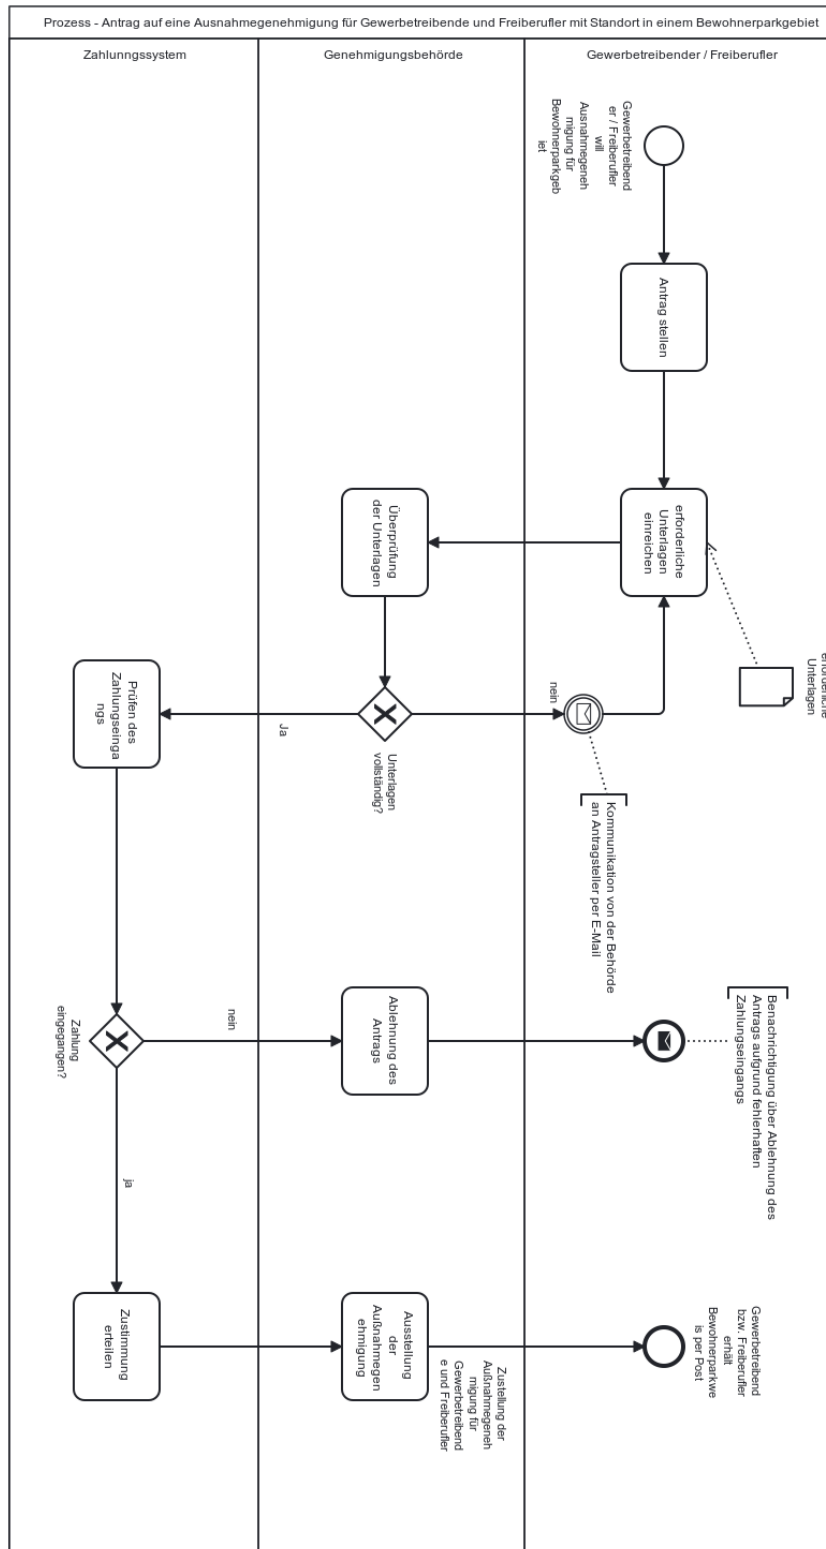 Prozess - Antrag auf eine Ausnahmegenehmigung für Gewerbetreibende und Freiberufler mit Standort in einem Bewohnerparkgebiet
Zahlunngssystem
Genehmigungsbehörde
Gewerbetreibender / Freiberufler
Gewerbetreibend
er / Freiberufler
will
Ausnahmegeneh
migung für
Bewohnerparkgeb
iet
Antrag stellen
erforderliche
Unterlagen
einreichen
erforderliche
Unterlagen
Überprüfung
der Unterlagen
Unterlagen
vollständig?
nein
Ja
Kommunikation von der Behörde
an Antragsteller per E-Mail
Prüfen des
Zahlungseinga
ngs
Zahlung
eingegangen?
nein
ja
Ablehnung des
Antrags
Benachrichtigung über Ablehnung des
Antrags aufgrund fehlerhaften
Zahlungseingangs
Zustimmung
erteilen
Ausstellung
der
Außnahmegen
ehmigung
Zustellung der
Außnahmegeneh
migung für
Gewerbetreibend
e und Freiberufler
Gewerbetreibend
bzw. Freiberufler
erhält
Bewohnerparkwe
is per Post